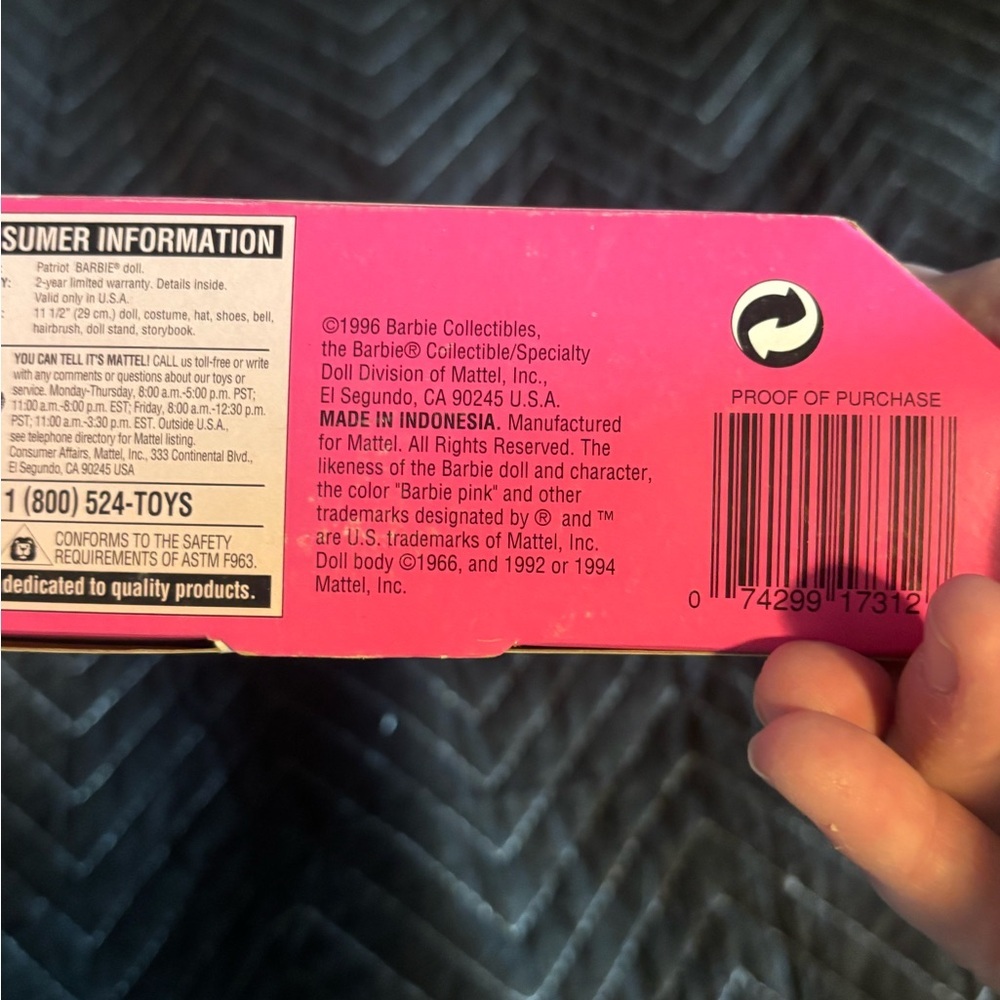 SUMER INFORMATION
: Patriot BARBIE® doll.
Y: 2-year limited warranty. Details inside.
Valid only in U.S.A.
: 11 1/2" (29 cm.) doll, costume, hat, shoes, bell,
hairbrush, doll stand, storybook.
YOU CAN TELL IT'S MATTEL! CALL us toll-free or write
with any comments or questions about our toys or
service. Monday-Thursday, 8:00 a.m.-5:00 p.m. PST;
11:00 a.m.-8:00 p.m. EST; Friday, 8:00 a.m.-12:30 p.m.
PST; 11:00 a.m.-3:30 p.m. EST. Outside U.S.A.,
see telephone directory for Mattel listing.
Consumer Affairs, Mattel, Inc., 333 Continental Blvd.,
El Segundo, CA 90245 USA
1 (800) 524-TOYS
CONFORMS TO THE SAFETY
REQUIREMENTS OF ASTM F963.
dedicated to quality products.
©1996 Barbie Collectibles,
the Barbie® Collectible/Specialty
Doll Division of Mattel, Inc.,
El Segundo, CA 90245 U.S.A.
MADE IN INDONESIA. Manufactured
for Mattel. All Rights Reserved. The
likeness of the Barbie doll and character,
the color "Barbie pink" and other
trademarks designated by ® and ™
are U.S. trademarks of Mattel, Inc.
Doll body ©1966, and 1992 or 1994
Mattel, Inc.
PROOF OF PURCHASE
0 74299 17312